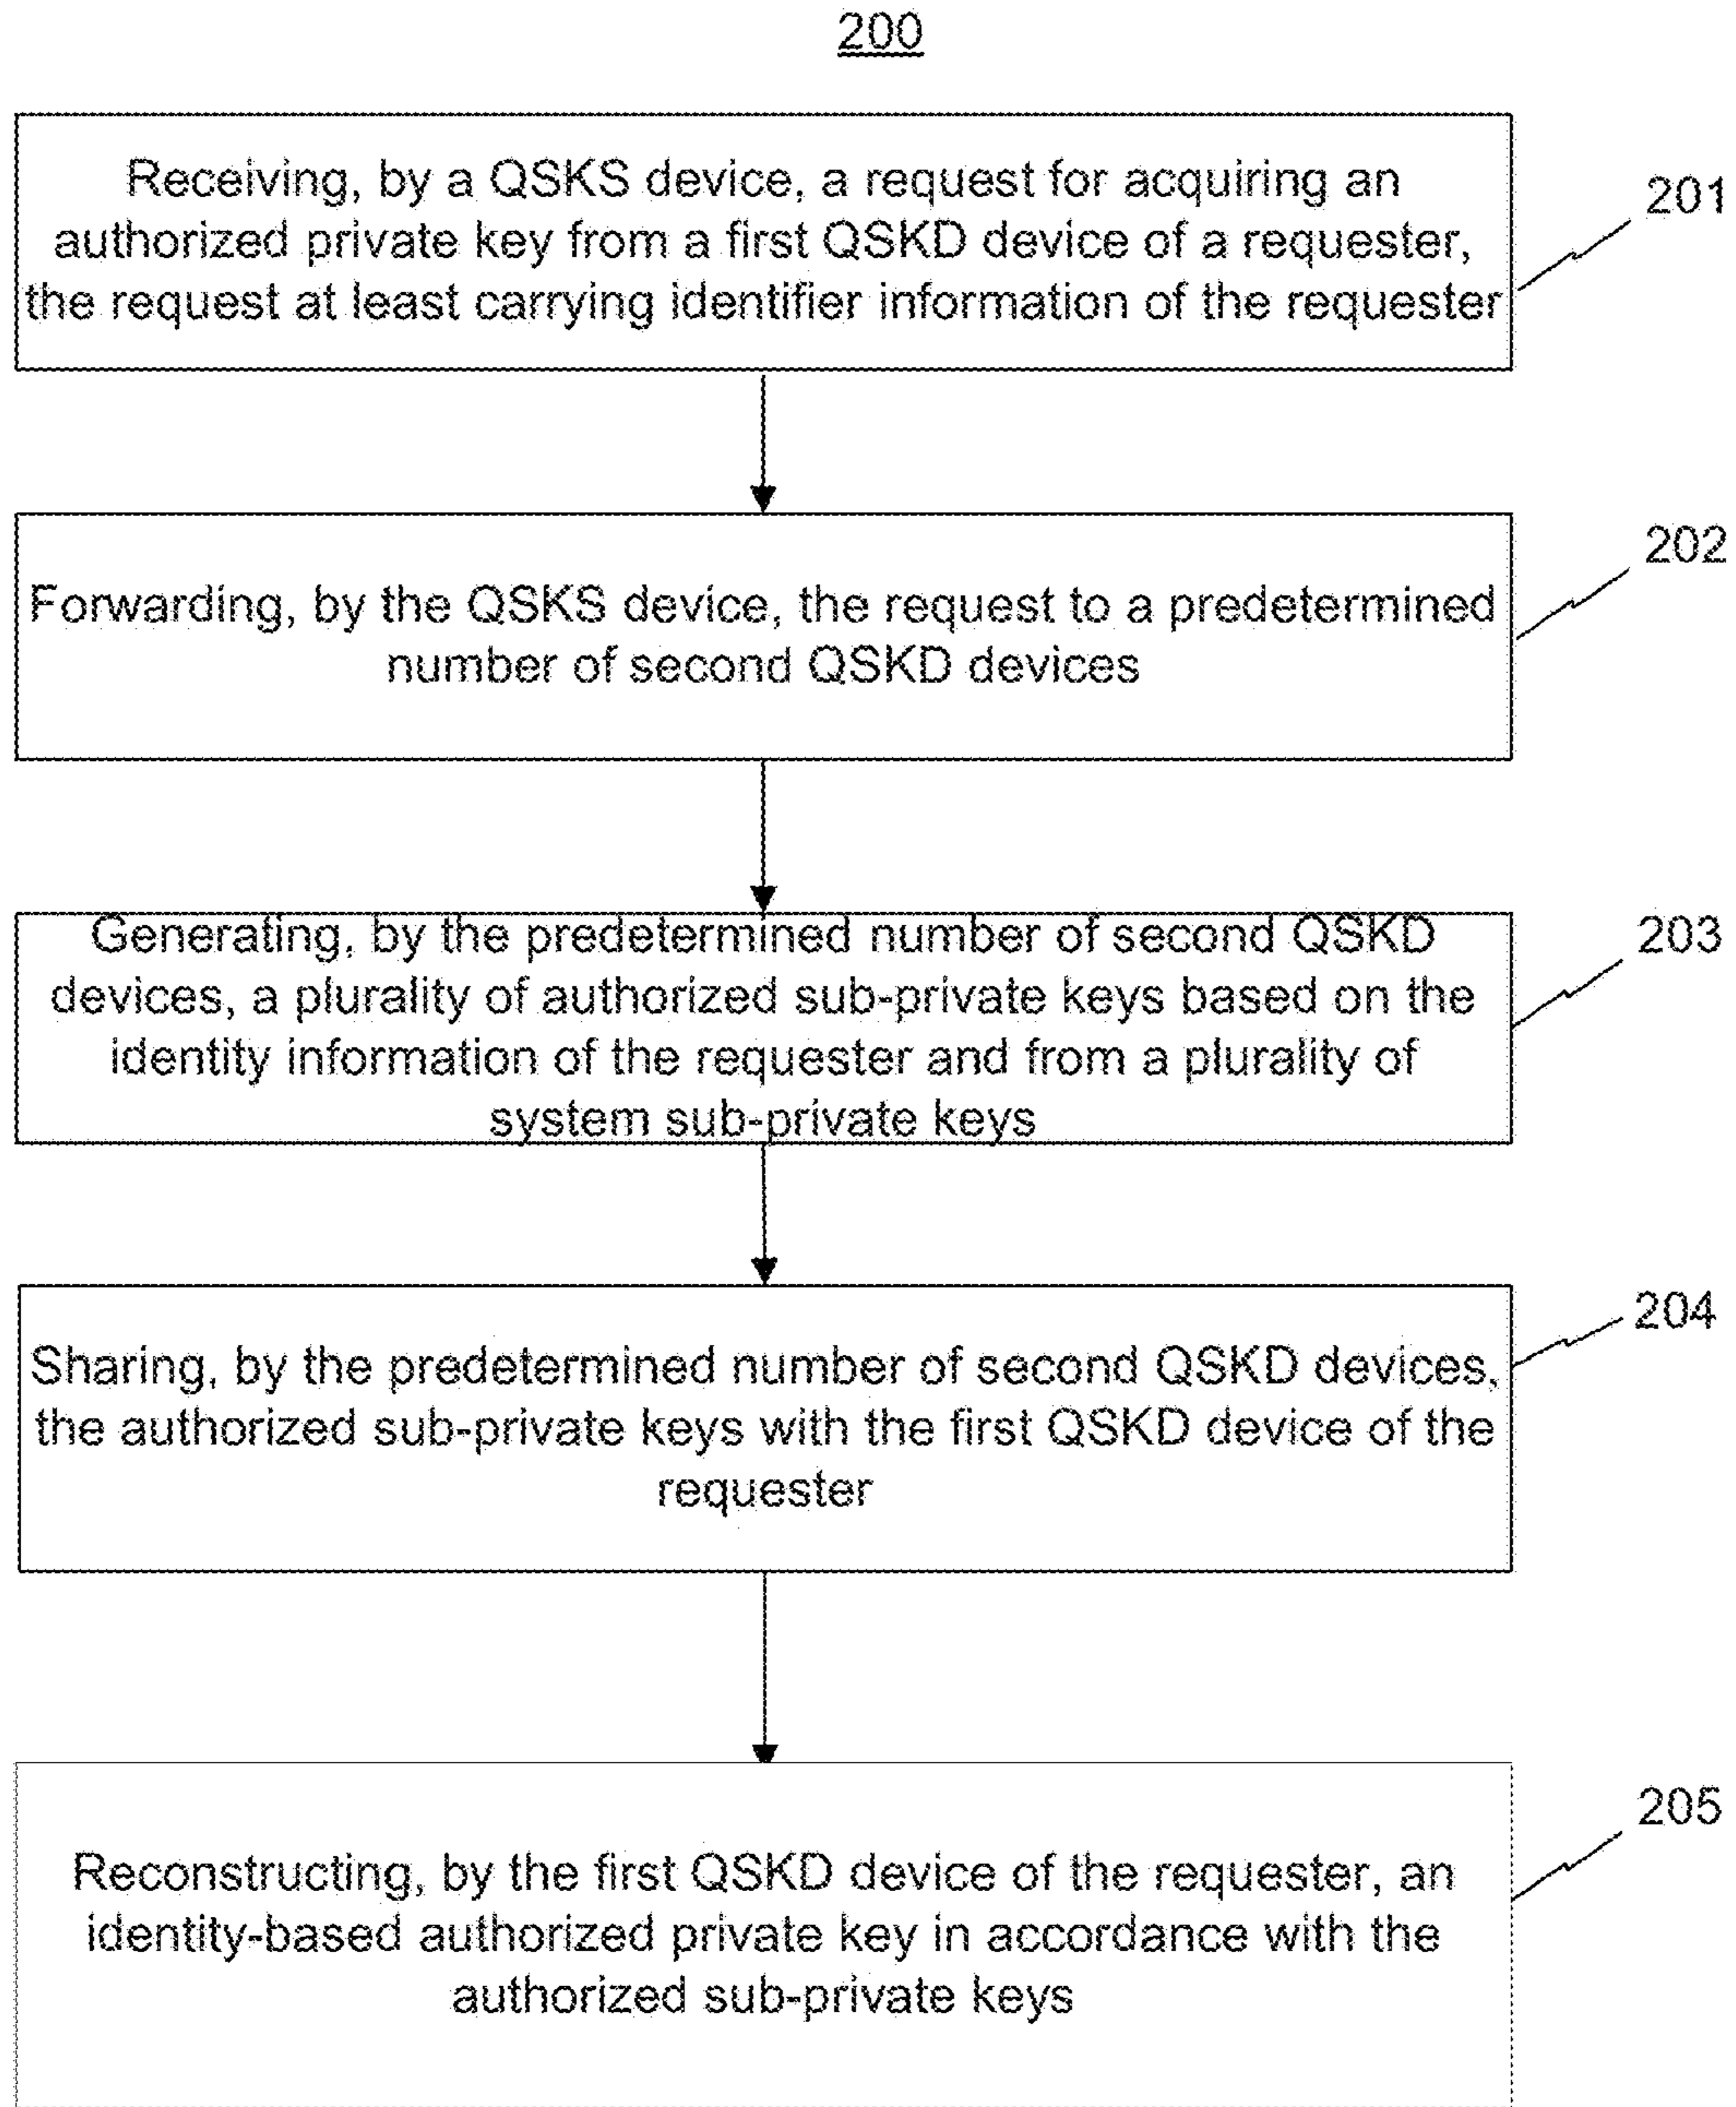 200
Receiving, by a QSKS device, a request for acquiring an
authorized private key from a first QSKD device of a requester,
the request at least carrying identifier information of the requester
201
Forwarding, by the QSKS device, the request to a predetermined
number of second QSKD devices
202
Generating, by the predetermined number of second QSKD
devices, a plurality of authorized sub-private keys based on the
identity information of the requester and from a plurality of
system sub-private keys
203
Sharing, by the predetermined number of second QSKD devices,
the authorized sub-private keys with the first QSKD device of the
requester
204
Reconstructing, by the first QSKD device of the requester, an
identity-based authorized private key in accordance with the
authorized sub-private keys
205